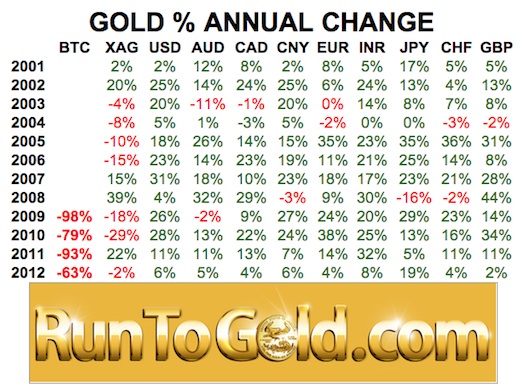 GOLD % ANNUAL CHANGE
BTC XAG USD AUD CAD CNY EUR INR JPY CHF GBP
2001 2% 2% 12% 8% 2% 8% 5% 17% 5% 5%
2002 20% 25% 14% 24% 25% 6% 24% 13% 4% 13%
2003 -4% 20% -11% -1% 20% 0% 14% 8% 7% 8%
2004 -8% 5% 1% -3% 5% -2% 0% 0% -3% -2%
2005 -10% 18% 26% 14% 15% 35% 23% 35% 36% 31%
2006 -15% 23% 14% 23% 19% 11% 21% 25% 14% 8%
2007 15% 31% 18% 10% 23% 18% 17% 23% 21% 28%
2008 39% 4% 32% 29% -3% 9% 30% -16% -2% 44%
2009 -98% -18% 26% -2% 9% 27% 24% 20% 29% 23% 14%
2010 -79% -29% 28% 13% 22% 24% 38% 25% 13% 16% 34%
2011 -93% 22% 11% 11% 13% 7% 14% 32% 5% 11% 11%
2012 -63% -2% 6% 5% 4% 6% 4% 8% 19% 4% 2%
RunToGold.com